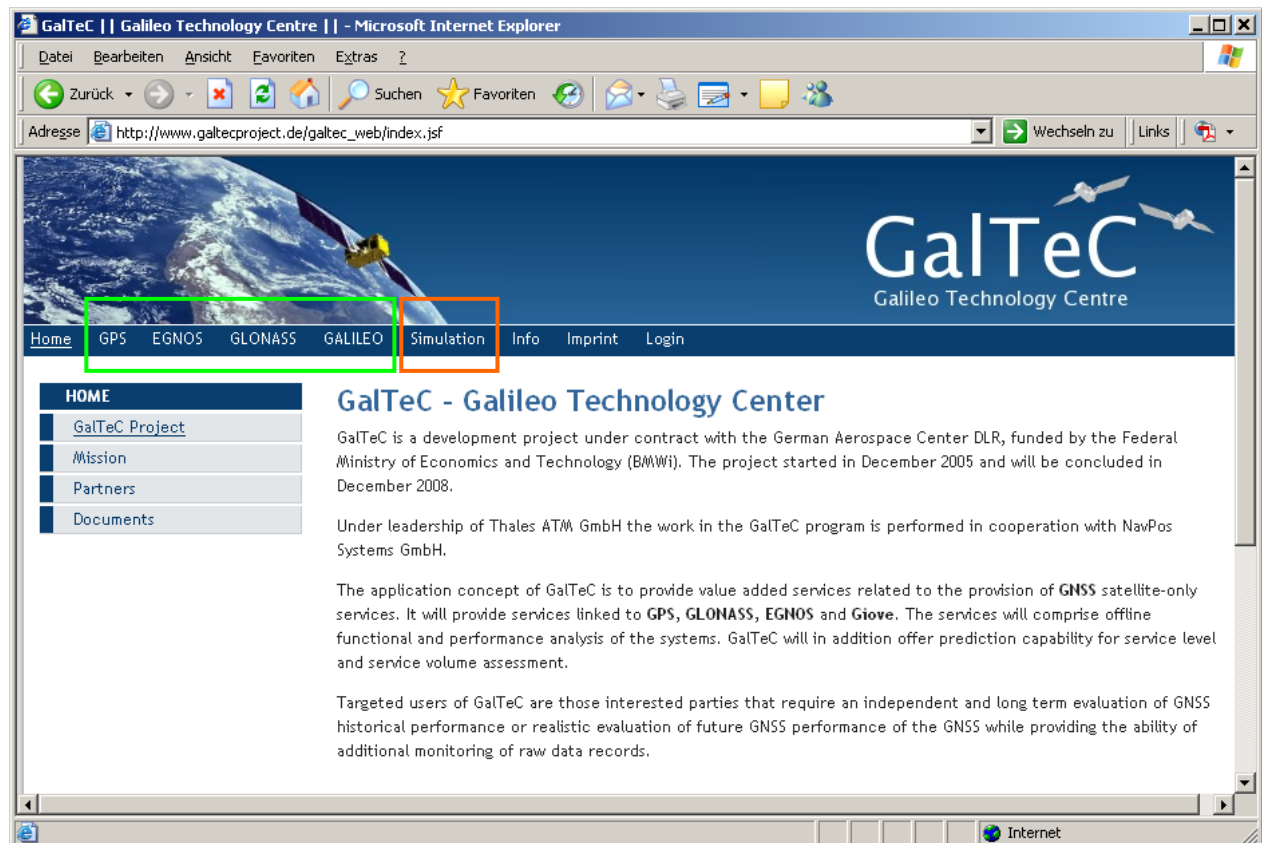 GalTeC || Galileo Technology Centre || - Microsoft Internet Explorer
Datei Bearbeiten Ansicht Favoriten Extras ?
Zurück Suchen Favoriten
Adresse http://www.galtecproject.de/galtec_web/index.jsf Wechseln zu Links
GalTeC
Galileo Technology Centre
Home GPS EGNOS GLONASS GALILEO Simulation Info Imprint Login
HOME
GalTeC Project
Mission
Partners
Documents
GalTeC - Galileo Technology Center
GalTeC is a development project under contract with the German Aerospace Center DLR, funded by the Federal
Ministry of Economics and Technology (BMWi). The project started in December 2005 and will be concluded in
December 2008.
Under leadership of Thales ATM GmbH the work in the GalTeC program is performed in cooperation with NavPos
Systems GmbH.
The application concept of GalTeC is to provide value added services related to the provision of GNSS satellite-only
services. It will provide services linked to GPS, GLONASS, EGNOS and Giove. The services will comprise offline
functional and performance analysis of the systems. GalTeC will in addition offer prediction capability for service level
and service volume assessment.
Targeted users of GalTeC are those interested parties that require an independent and long term evaluation of GNSS
historical performance or realistic evaluation of future GNSS performance of the GNSS while providing the ability of
additional monitoring of raw data records.
Internet